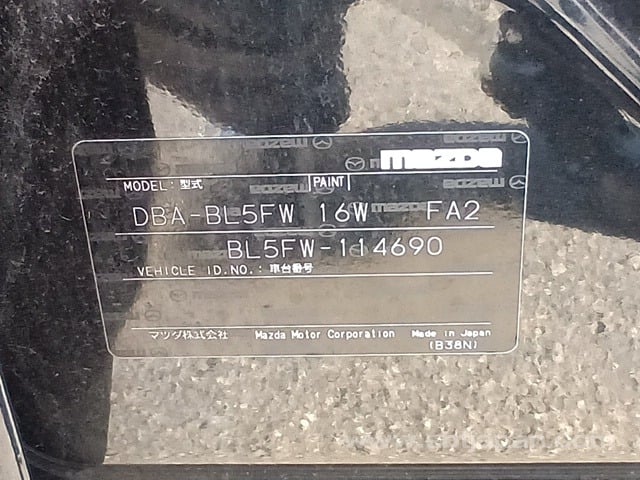 mazda
MODEL: 型式 PAINT
DBA-BL5FW 16W FA2
BL5FW-114690
VEHICLE ID.NO.: 車台番号
マツダ株式会社 Mazda Motor Corporation Made in Japan
(B38N)